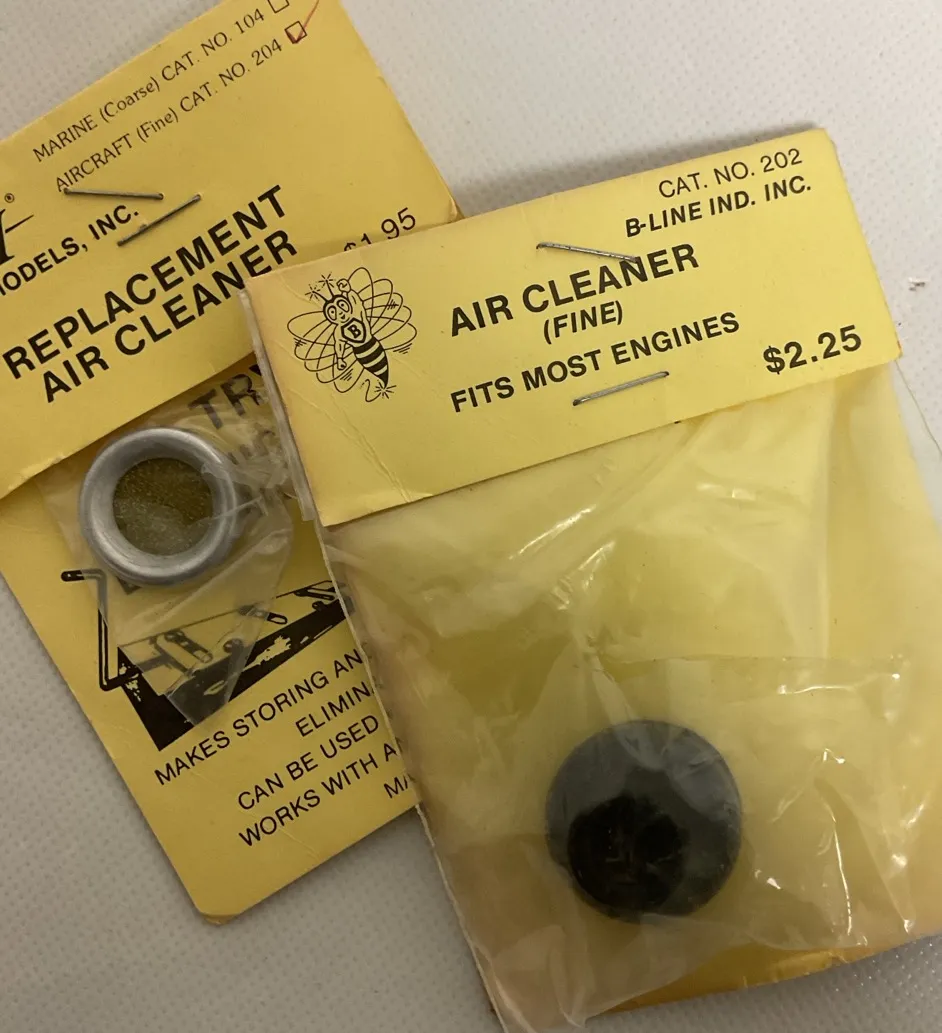 MARINE (Coarse) CAT. NO. 104
AIRCRAFT (Fine) CAT. NO. 204
®
MODELS, INC.
REPLACEMENT
AIR CLEANER
$1.95
TR
MAKES STORING AN
ELIMIN
CAN BE USED
WORKS WITH A
MA
CAT. NO. 202
B-LINE IND. INC.
B
AIR CLEANER
(FINE)
FITS MOST ENGINES
$2.25